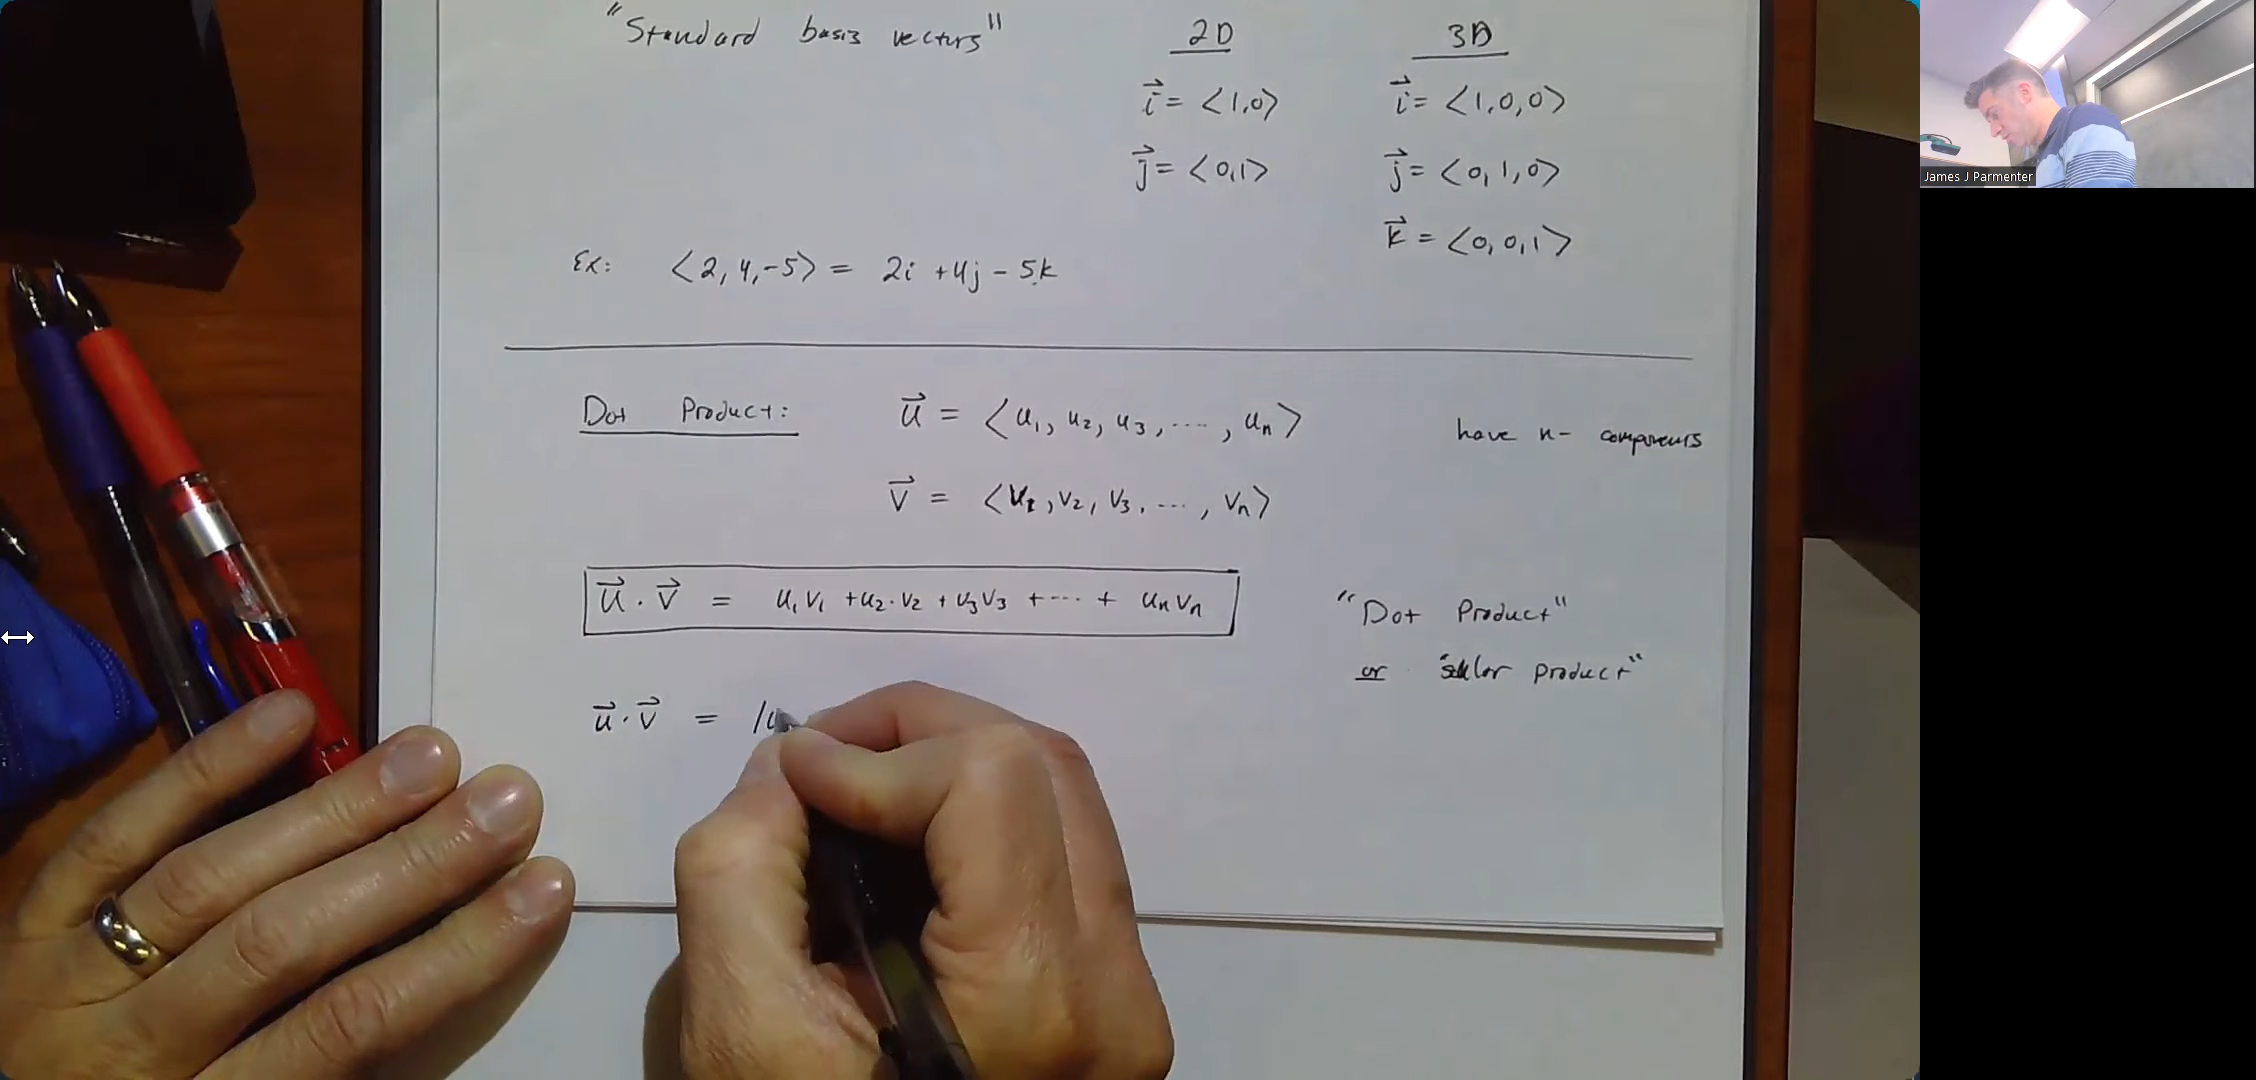 "Standard basis vectors"
2D
3D
i⃗ = <1,0>
i⃗ = <1,0,0>
j⃗ = <0,1>
j⃗ = <0,1,0>
k⃗ = <0,0,1>
Ex: <2,4,-5> = 2i + 4j - 5k
Dot Product: u⃗ = <u₁, u₂, u₃, ...., uₙ>
have n- components
v⃗ = <v₁, v₂, v₃, ..., vₙ>
u⃗ · v⃗ = u₁v₁ + u₂·v₂ + u₃v₃ + ···· + uₙvₙ
"Dot Product"
or "scalar product"
u⃗ · v⃗ = |u
James J Parmenter